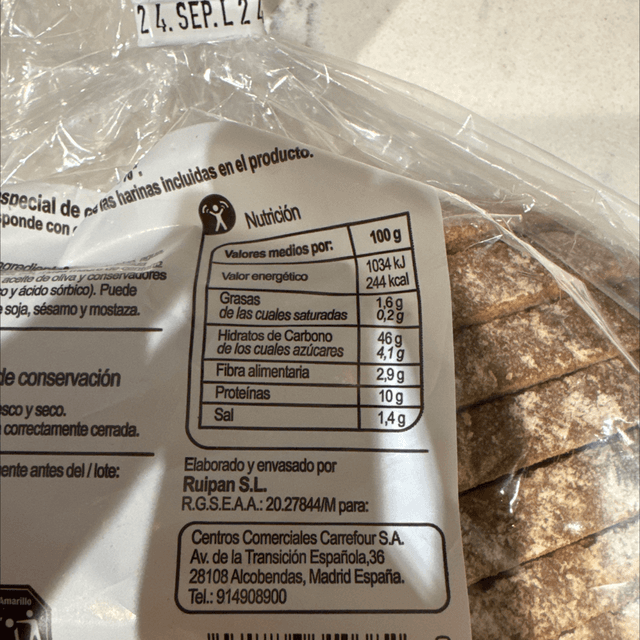 24. SEP. L 24
special de
as harinas incluidas en el producto.
sponde con
aceite de oliva y conservadores
o y ácido sórbico). Puede
soja, sésamo y mostaza.
de conservación
esco y seco.
correctamente cerrada.
ente antes del / lote:
Amarillo
Nutrición
Valores medios por: 100 g
Valor energético 1034 kJ
244 kcal
Grasas 1,6 g
de las cuales saturadas 0,2 g
Hidratos de Carbono 46 g
de los cuales azúcares 4,1 g
Fibra alimentaria 2,9 g
Proteínas 10 g
Sal 1,4 g
Elaborado y envasado por
Ruipan S.L.
R.G.S.E.A.A.: 20.27844/M para:
Centros Comerciales Carrefour S.A.
Av. de la Transición Española,36
28108 Alcobendas, Madrid España.
Tel.: 914908900